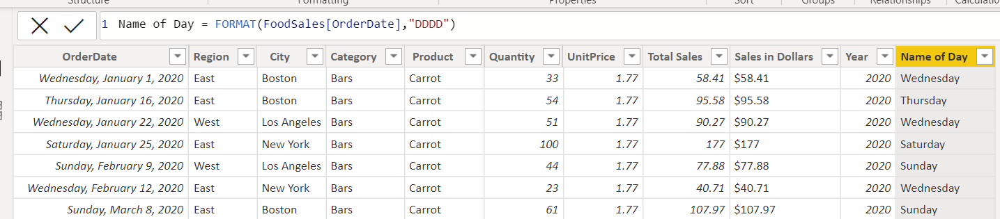 Structure Formatting Properties Sort Groups Relationships Calculatio
1 Name of Day = FORMAT(FoodSales[OrderDate],"DDDD")
OrderDate Region City Category Product Quantity UnitPrice Total Sales Sales in Dollars Year Name of Day
Wednesday, January 1, 2020 East Boston Bars Carrot 33 1.77 58.41 $58.41 2020 Wednesday
Thursday, January 16, 2020 East Boston Bars Carrot 54 1.77 95.58 $95.58 2020 Thursday
Wednesday, January 22, 2020 West Los Angeles Bars Carrot 51 1.77 90.27 $90.27 2020 Wednesday
Saturday, January 25, 2020 East New York Bars Carrot 100 1.77 177 $177 2020 Saturday
Sunday, February 9, 2020 West Los Angeles Bars Carrot 44 1.77 77.88 $77.88 2020 Sunday
Wednesday, February 12, 2020 East New York Bars Carrot 23 1.77 40.71 $40.71 2020 Wednesday
Sunday, March 8, 2020 East Boston Bars Carrot 61 1.77 107.97 $107.97 2020 Sunday